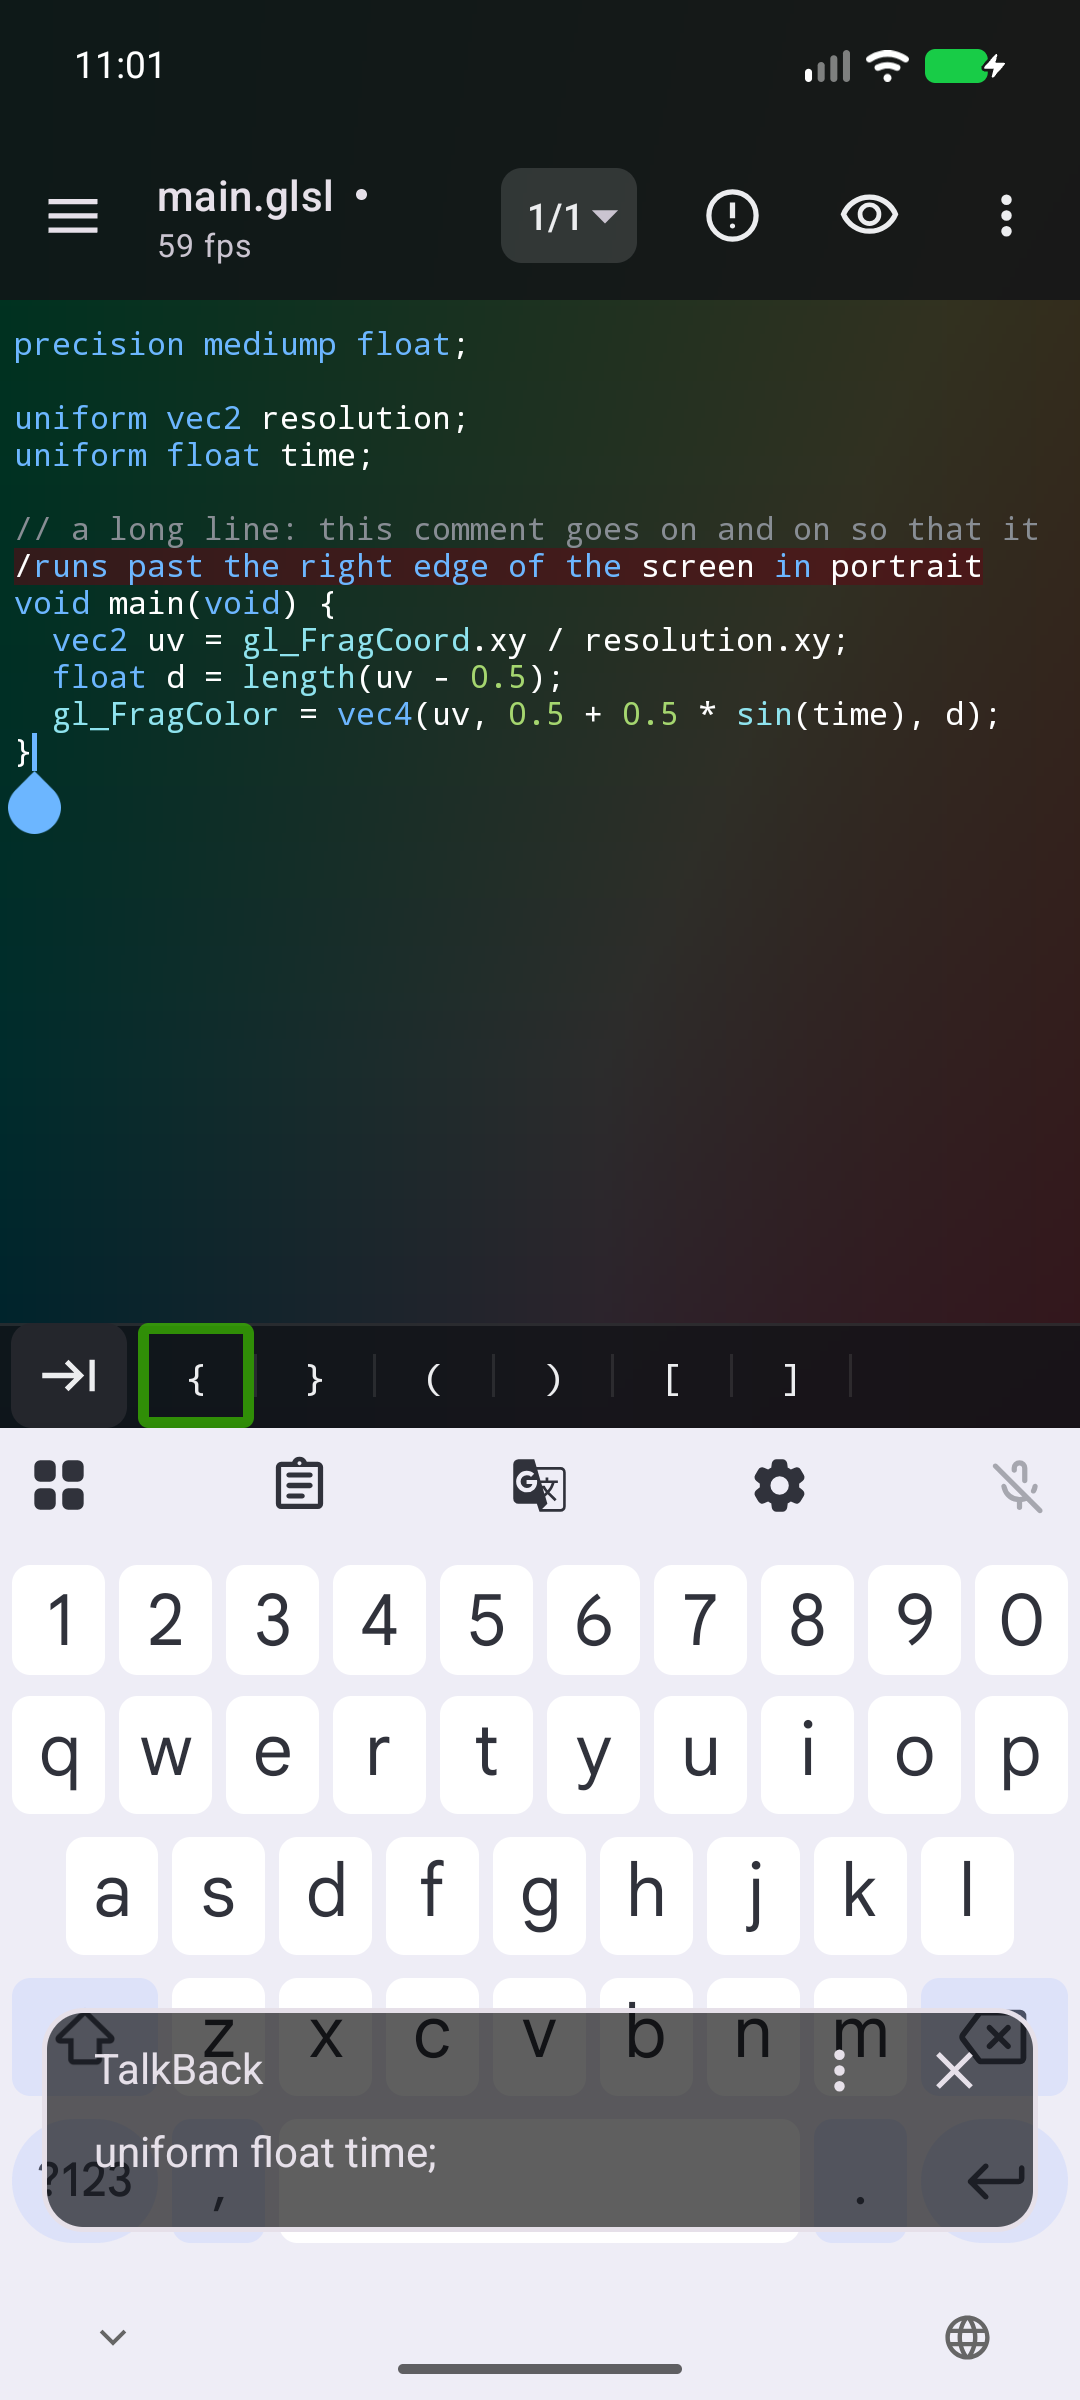 11:01
main.glsl •
59 fps
1/1
precision mediump float;
uniform vec2 resolution;
uniform float time;
// a long line: this comment goes on and on so that it
/runs past the right edge of the screen in portrait
void main(void) {
  vec2 uv = gl_FragCoord.xy / resolution.xy;
  float d = length(uv - 0.5);
  gl_FragColor = vec4(uv, 0.5 + 0.5 * sin(time), d);
}
{ } ( ) [ ]
1 2 3 4 5 6 7 8 9 0
q w e r t y u i o p
a s d f g h j k l
z x c v b n m
TalkBack
uniform float time;
?123 , .